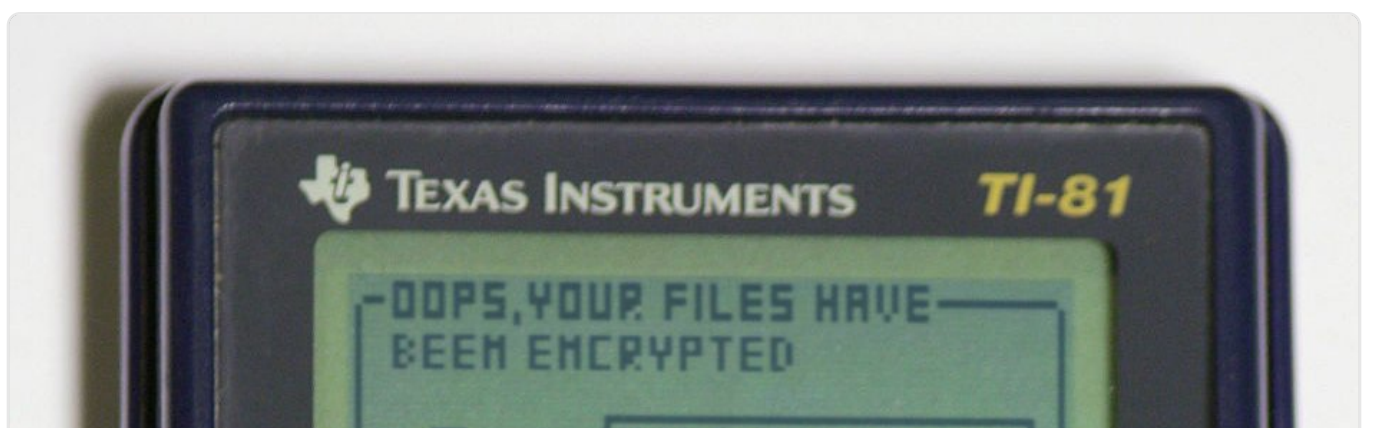 TEXAS INSTRUMENTS TI-81
OOPS,YOUR FILES HAVE
BEEN ENCRYPTED